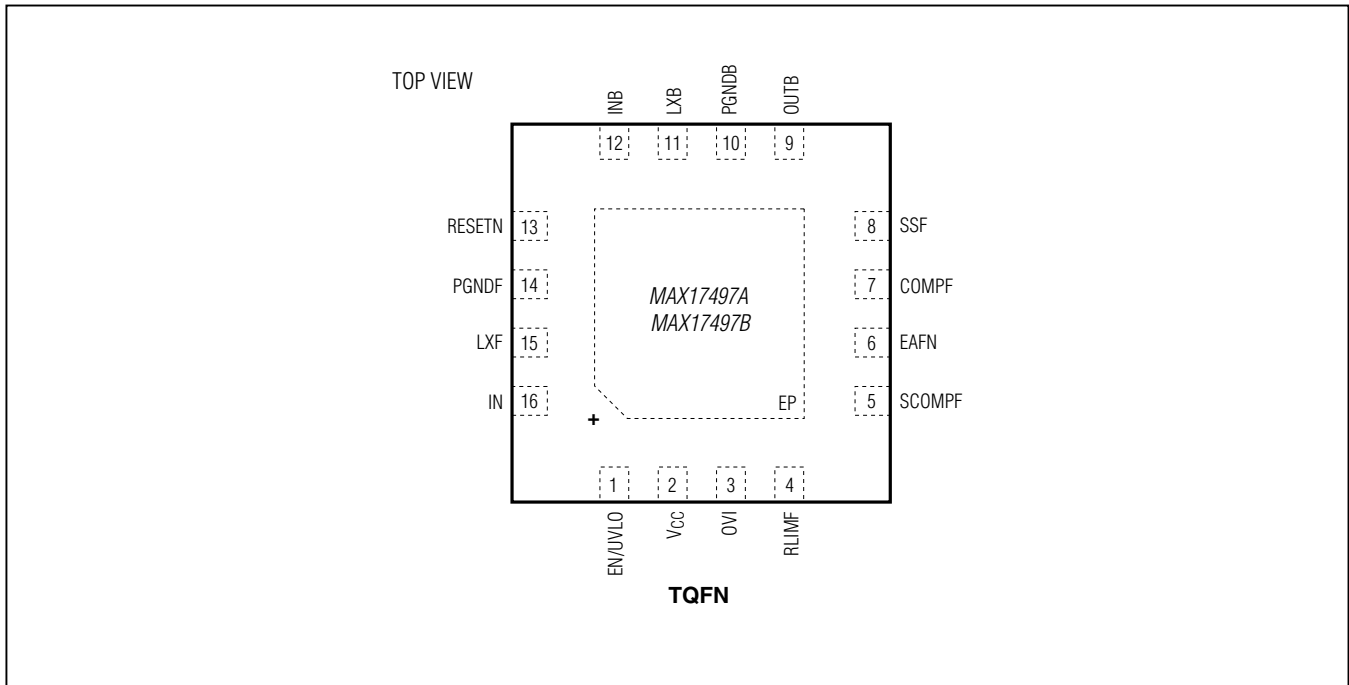 TOP VIEW
INB
LXB
PGNDB
OUTB
12
11
10
9
RESETN 13
8 SSF
PGNDF 14
7 COMPF
MAX17497A
MAX17497B
LXF 15
6 EAFN
IN 16
5 SCOMPF
EP
+
1
2
3
4
EN/UVLO
VCC
OVI
RLIMF
TQFN